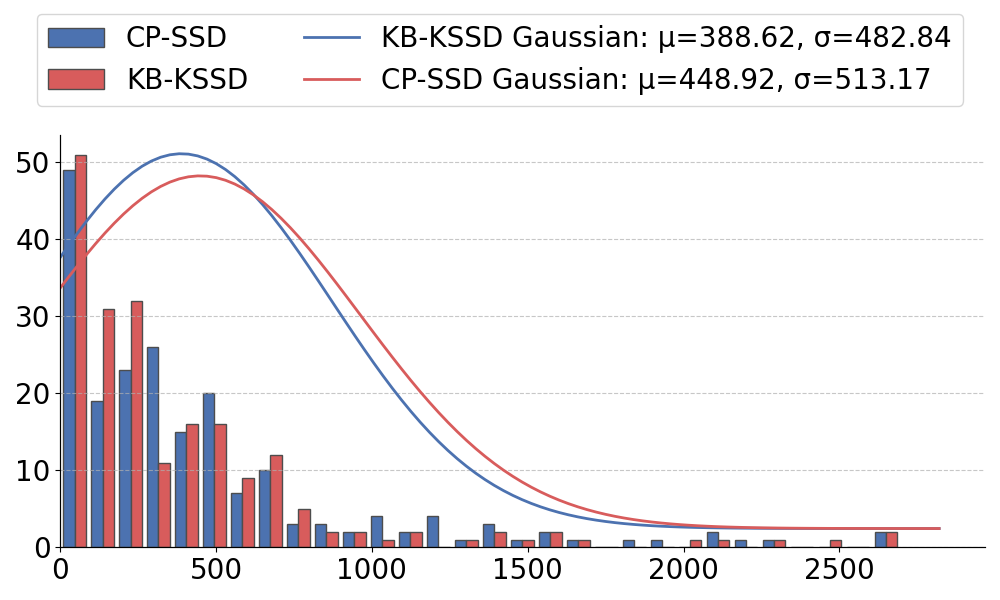 CP-SSD
KB-KSSD
KB-KSSD Gaussian: μ=388.62, σ=482.84
CP-SSD Gaussian: μ=448.92, σ=513.17
50
40
30
20
10
0
0 500 1000 1500 2000 2500